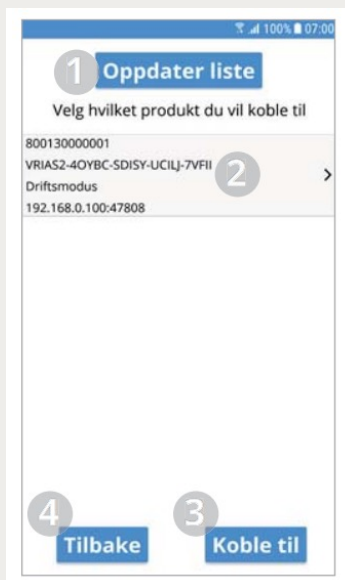 100% 07:00
1 Oppdater liste
Velg hvilket produkt du vil koble til
800130000001
VRIAS2-4OYBC-SDISY-UCILJ-7VFII
2
Driftsmodus
192.168.0.100:47808
4 Tilbake
3 Koble til